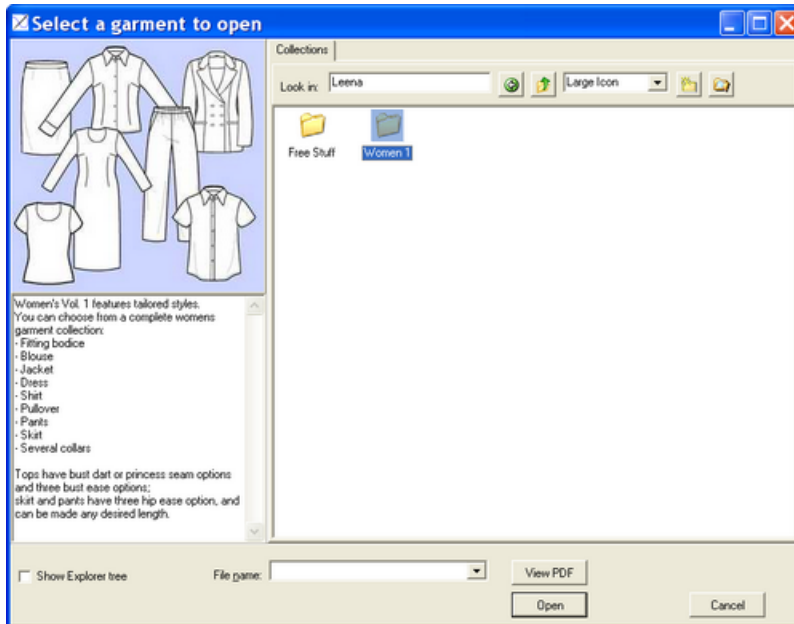 Select a garment to open
Collections
Look in: Leena
Large Icon
Free Stuff
Women 1
Women's Vol. 1 features tailored styles.
You can choose from a complete womens
garment collection:
- Fitting bodice
- Blouse
- Jacket
- Dress
- Shirt
- Pullover
- Pants
- Skirt
- Several collars
Tops have bust dart or princess seam options
and three bust ease options;
skirt and pants have three hip ease option, and
can be made any desired length.
Show Explorer tree
File name:
View PDF
Open
Cancel